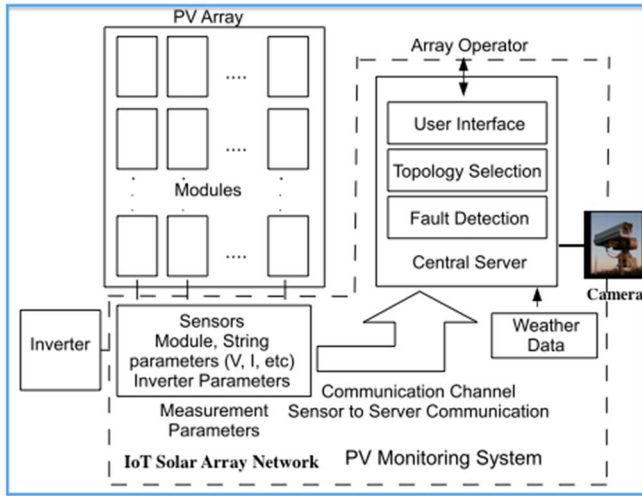 PV Array
....
....
Modules
....
Array Operator
User Interface
Topology Selection
Fault Detection
Central Server
Camera
Inverter
Sensors
Module, String
parameters (V, I, etc)
Inverter Parameters
Weather
Data
Measurement
Parameters
Communication Channel
Sensor to Server Communication
IoT Solar Array Network
PV Monitoring System